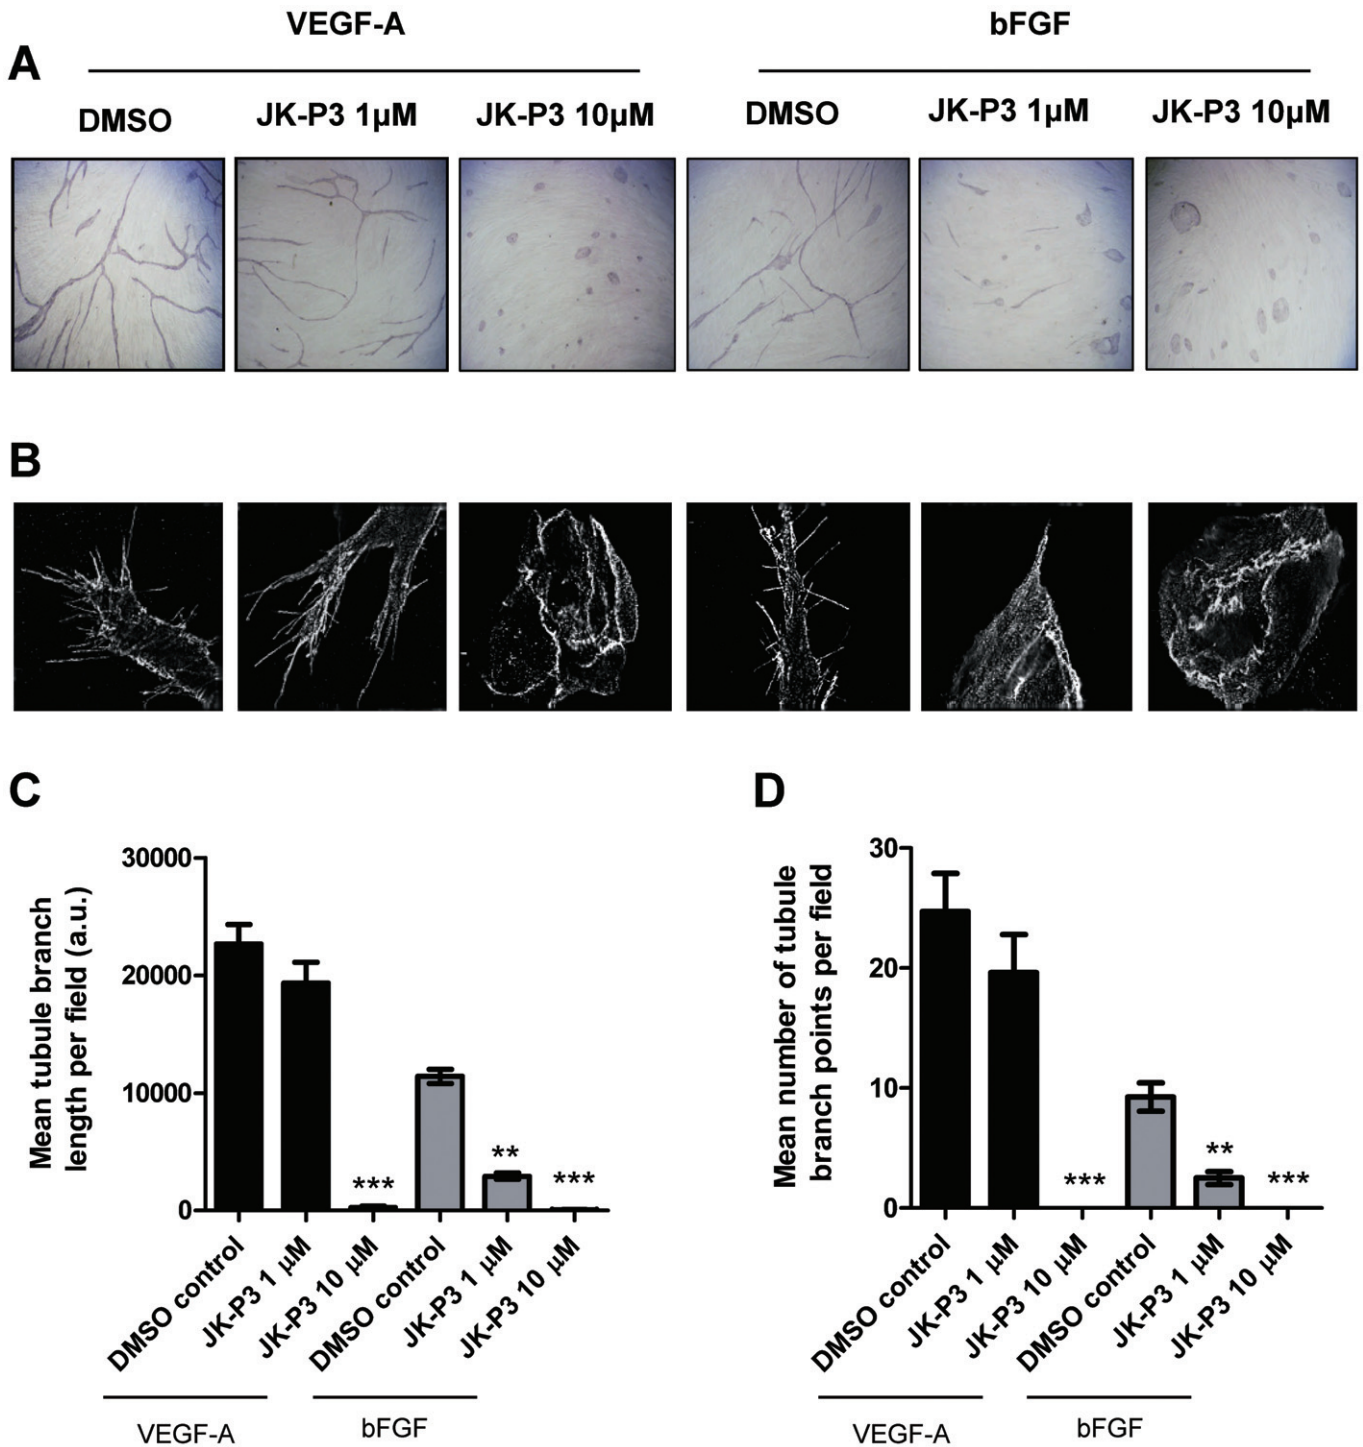 VEGF-A
bFGF
A
DMSO
JK-P3 1µM
JK-P3 10µM
DMSO
JK-P3 1µM
JK-P3 10µM
B
C
Mean tubule branch
length per field (a.u.)
30000
20000
10000
0
***
**
***
DMSO control
JK-P3 1 µM
JK-P3 10 µM
DMSO control
JK-P3 1 µM
JK-P3 10 µM
VEGF-A
bFGF
D
Mean number of tubule
branch points per field
30
20
10
0
***
**
***
DMSO control
JK-P3 1 µM
JK-P3 10 µM
DMSO control
JK-P3 1 µM
JK-P3 10 µM
VEGF-A
bFGF